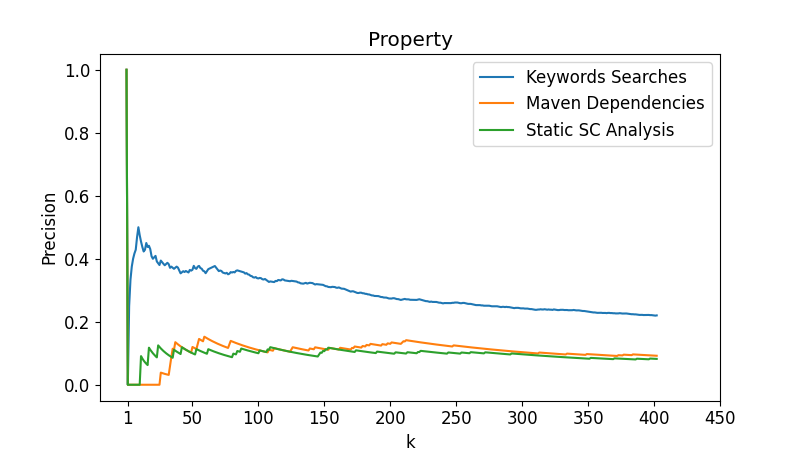 Property
Keywords Searches
Maven Dependencies
Static SC Analysis
Precision
1.0
0.8
0.6
0.4
0.2
0.0
1 50 100 150 200 250 300 350 400 450
k